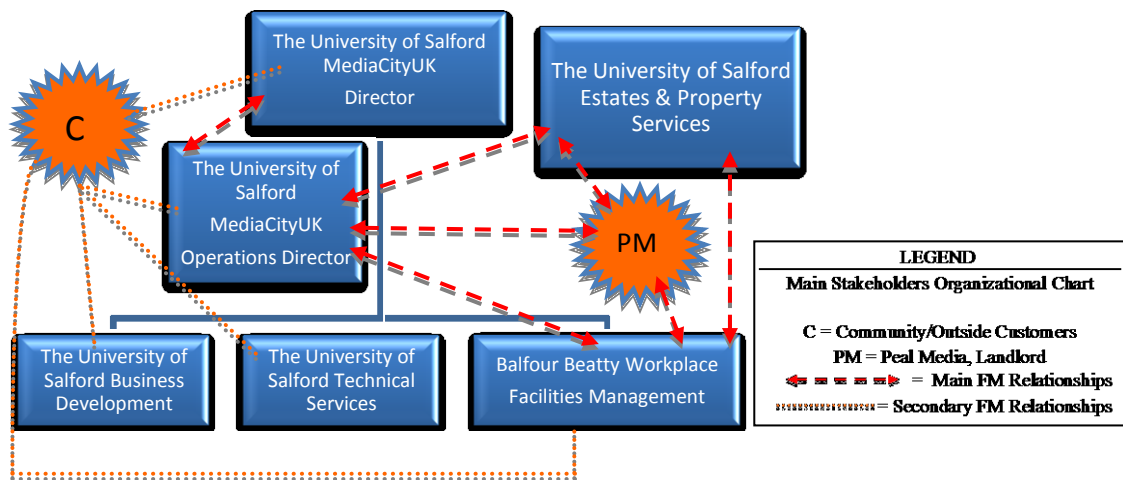 The University of Salford
MediaCityUK
Director
The University of Salford
Estates & Property
Services
C
The University of
Salford
MediaCityUK
Operations Director
PM
LEGEND
Main Stakeholders Organizational Chart
C = Community/Outside Customers
PM = Peal Media, Landlord
= Main FM Relationships
= Secondary FM Relationships
The University of
Salford Business
Development
The University of
Salford Technical
Services
Balfour Beatty Workplace
Facilities Management